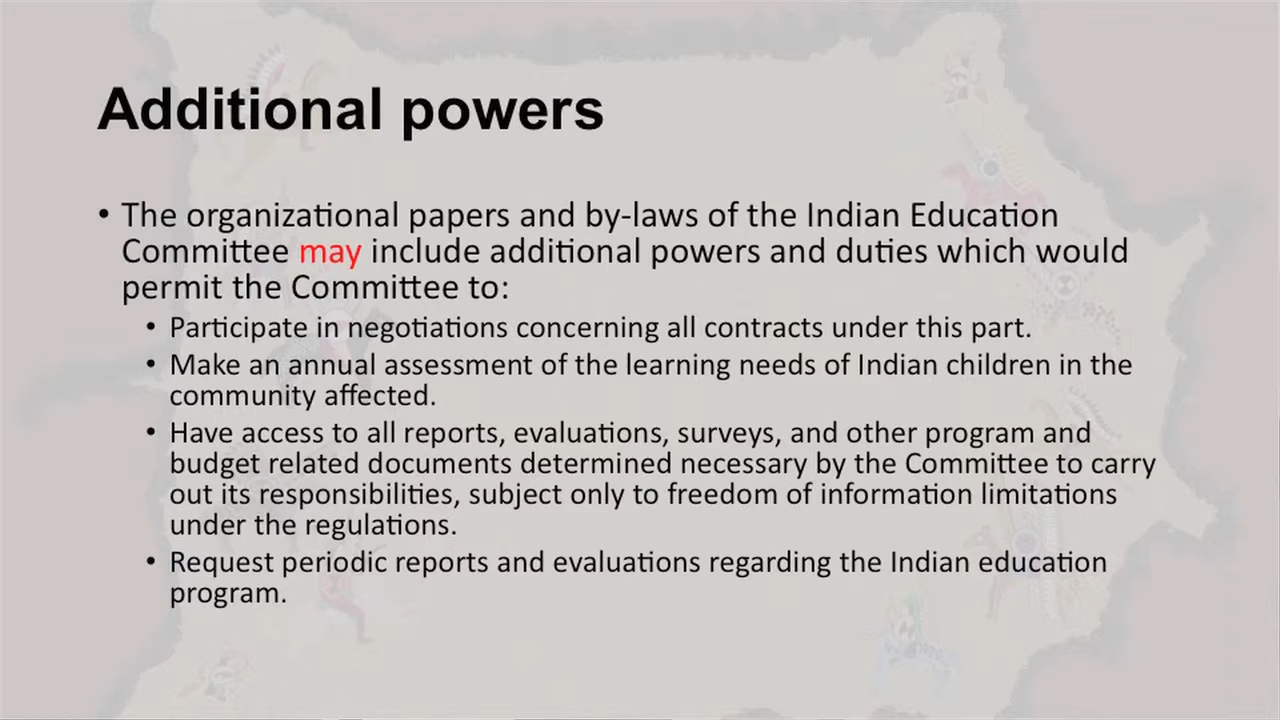 Additional powers
• The organizational papers and by-laws of the Indian Education
Committee may include additional powers and duties which would
permit the Committee to:
• Participate in negotiations concerning all contracts under this part.
• Make an annual assessment of the learning needs of Indian children in the
community affected.
• Have access to all reports, evaluations, surveys, and other program and
budget related documents determined necessary by the Committee to carry
out its responsibilities, subject only to freedom of information limitations
under the regulations.
• Request periodic reports and evaluations regarding the Indian education
program.